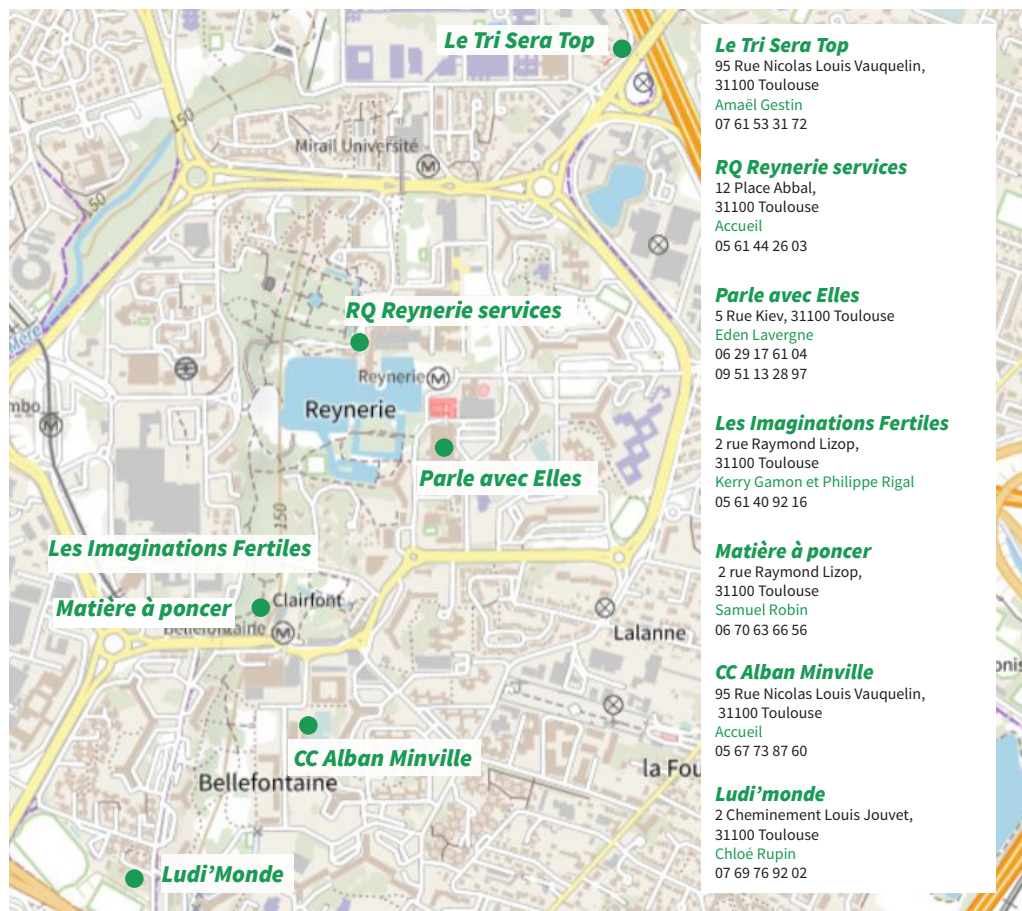 Le Tri Sera Top
150
Mirail Université
M
150
RQ Reynerie services
Mère
Reynerie M
mbo
M
Reynerie
Parle avec Elles
150
Les Imaginations Fertiles
Clairfont
Matière à poncer
Bellefontaine M
Lalanne
CC Alban Minville
la Fou
Bellefontaine
Ludi’Monde
onis
Le Tri Sera Top
95 Rue Nicolas Louis Vauquelin,
31100 Toulouse
Amaël Gestin
07 61 53 31 72
RQ Reynerie services
12 Place Abbal,
31100 Toulouse
Accueil
05 61 44 26 03
Parle avec Elles
5 Rue Kiev, 31100 Toulouse
Eden Lavergne
06 29 17 61 04
09 51 13 28 97
Les Imaginations Fertiles
2 rue Raymond Lizop,
31100 Toulouse
Kerry Gamon et Philippe Rigal
05 61 40 92 16
Matière à poncer
2 rue Raymond Lizop,
31100 Toulouse
Samuel Robin
06 70 63 66 56
CC Alban Minville
95 Rue Nicolas Louis Vauquelin,
31100 Toulouse
Accueil
05 67 73 87 60
Ludi’monde
2 Cheminement Louis Jouvet,
31100 Toulouse
Chloé Rupin
07 69 76 92 02